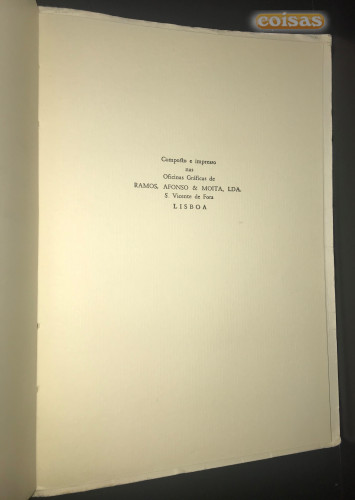 coisas
Composto e impresso
nas
Oficinas Gráficas de
RAMOS, AFONSO & MOITA, LDA.
S. Vicente de Fora
LISBOA